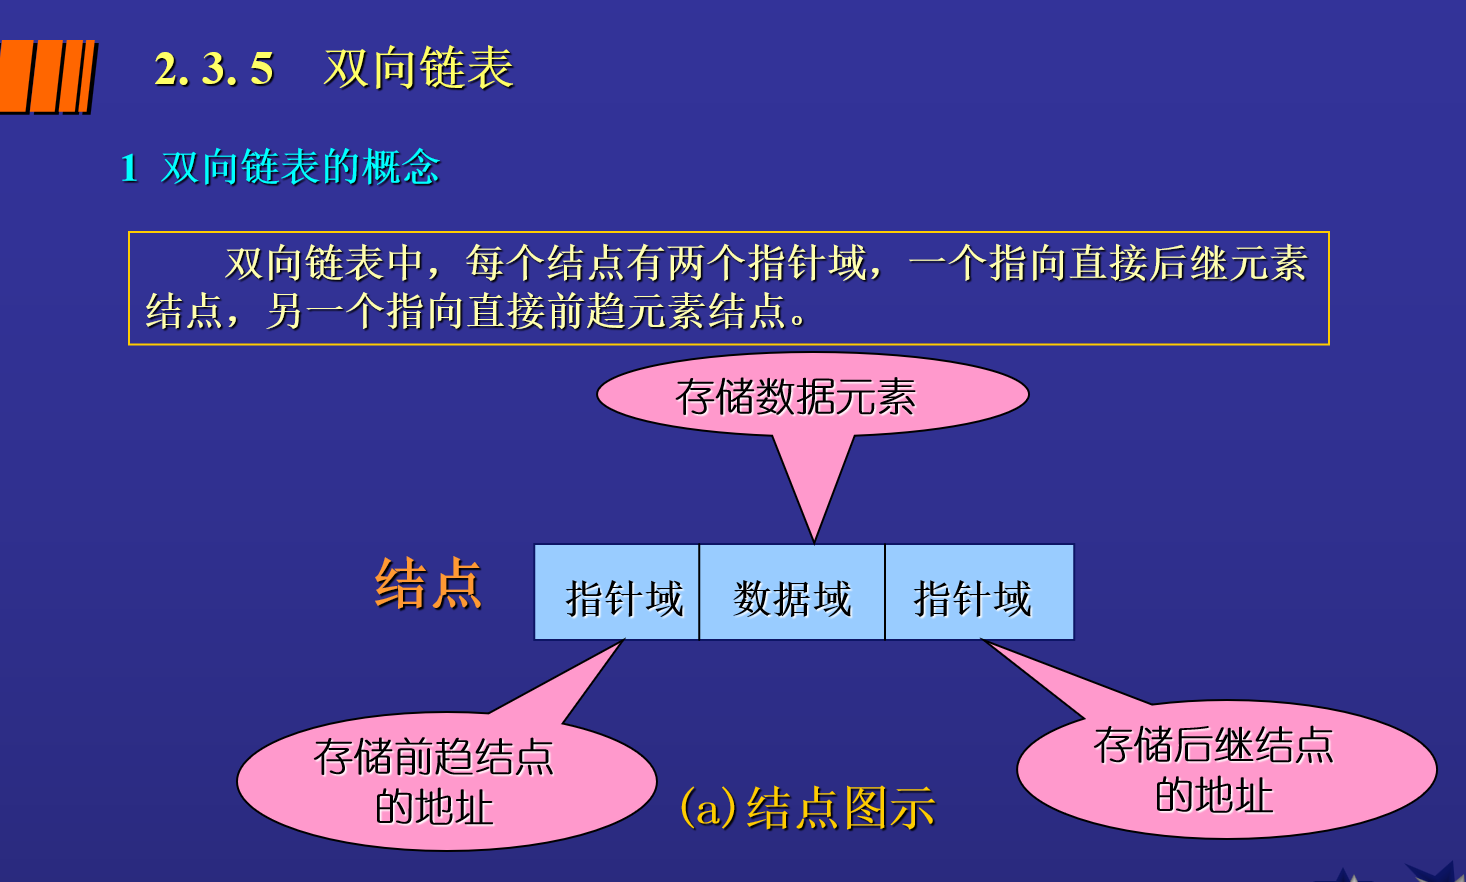 2.3.5 双向链表
1 双向链表的概念
双向链表中，每个结点有两个指针域，一个指向直接后继元素
结点，另一个指向直接前趋元素结点。
存储数据元素
结点
指针域 数据域 指针域
存储前趋结点
的地址
存储后继结点
的地址
(a)结点图示